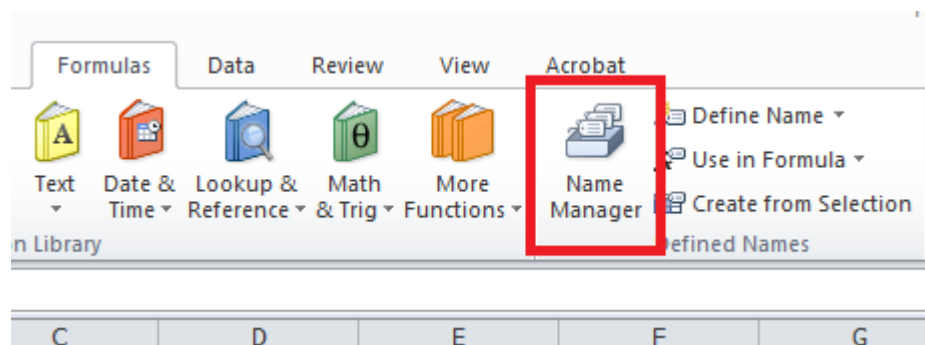 Formulas Data Review View Acrobat
A θ
Define Name
Use in Formula
Text Date & Lookup & Math More Name
Time Reference & Trig Functions Manager Create from Selection
n Library efined Names
C D E F G